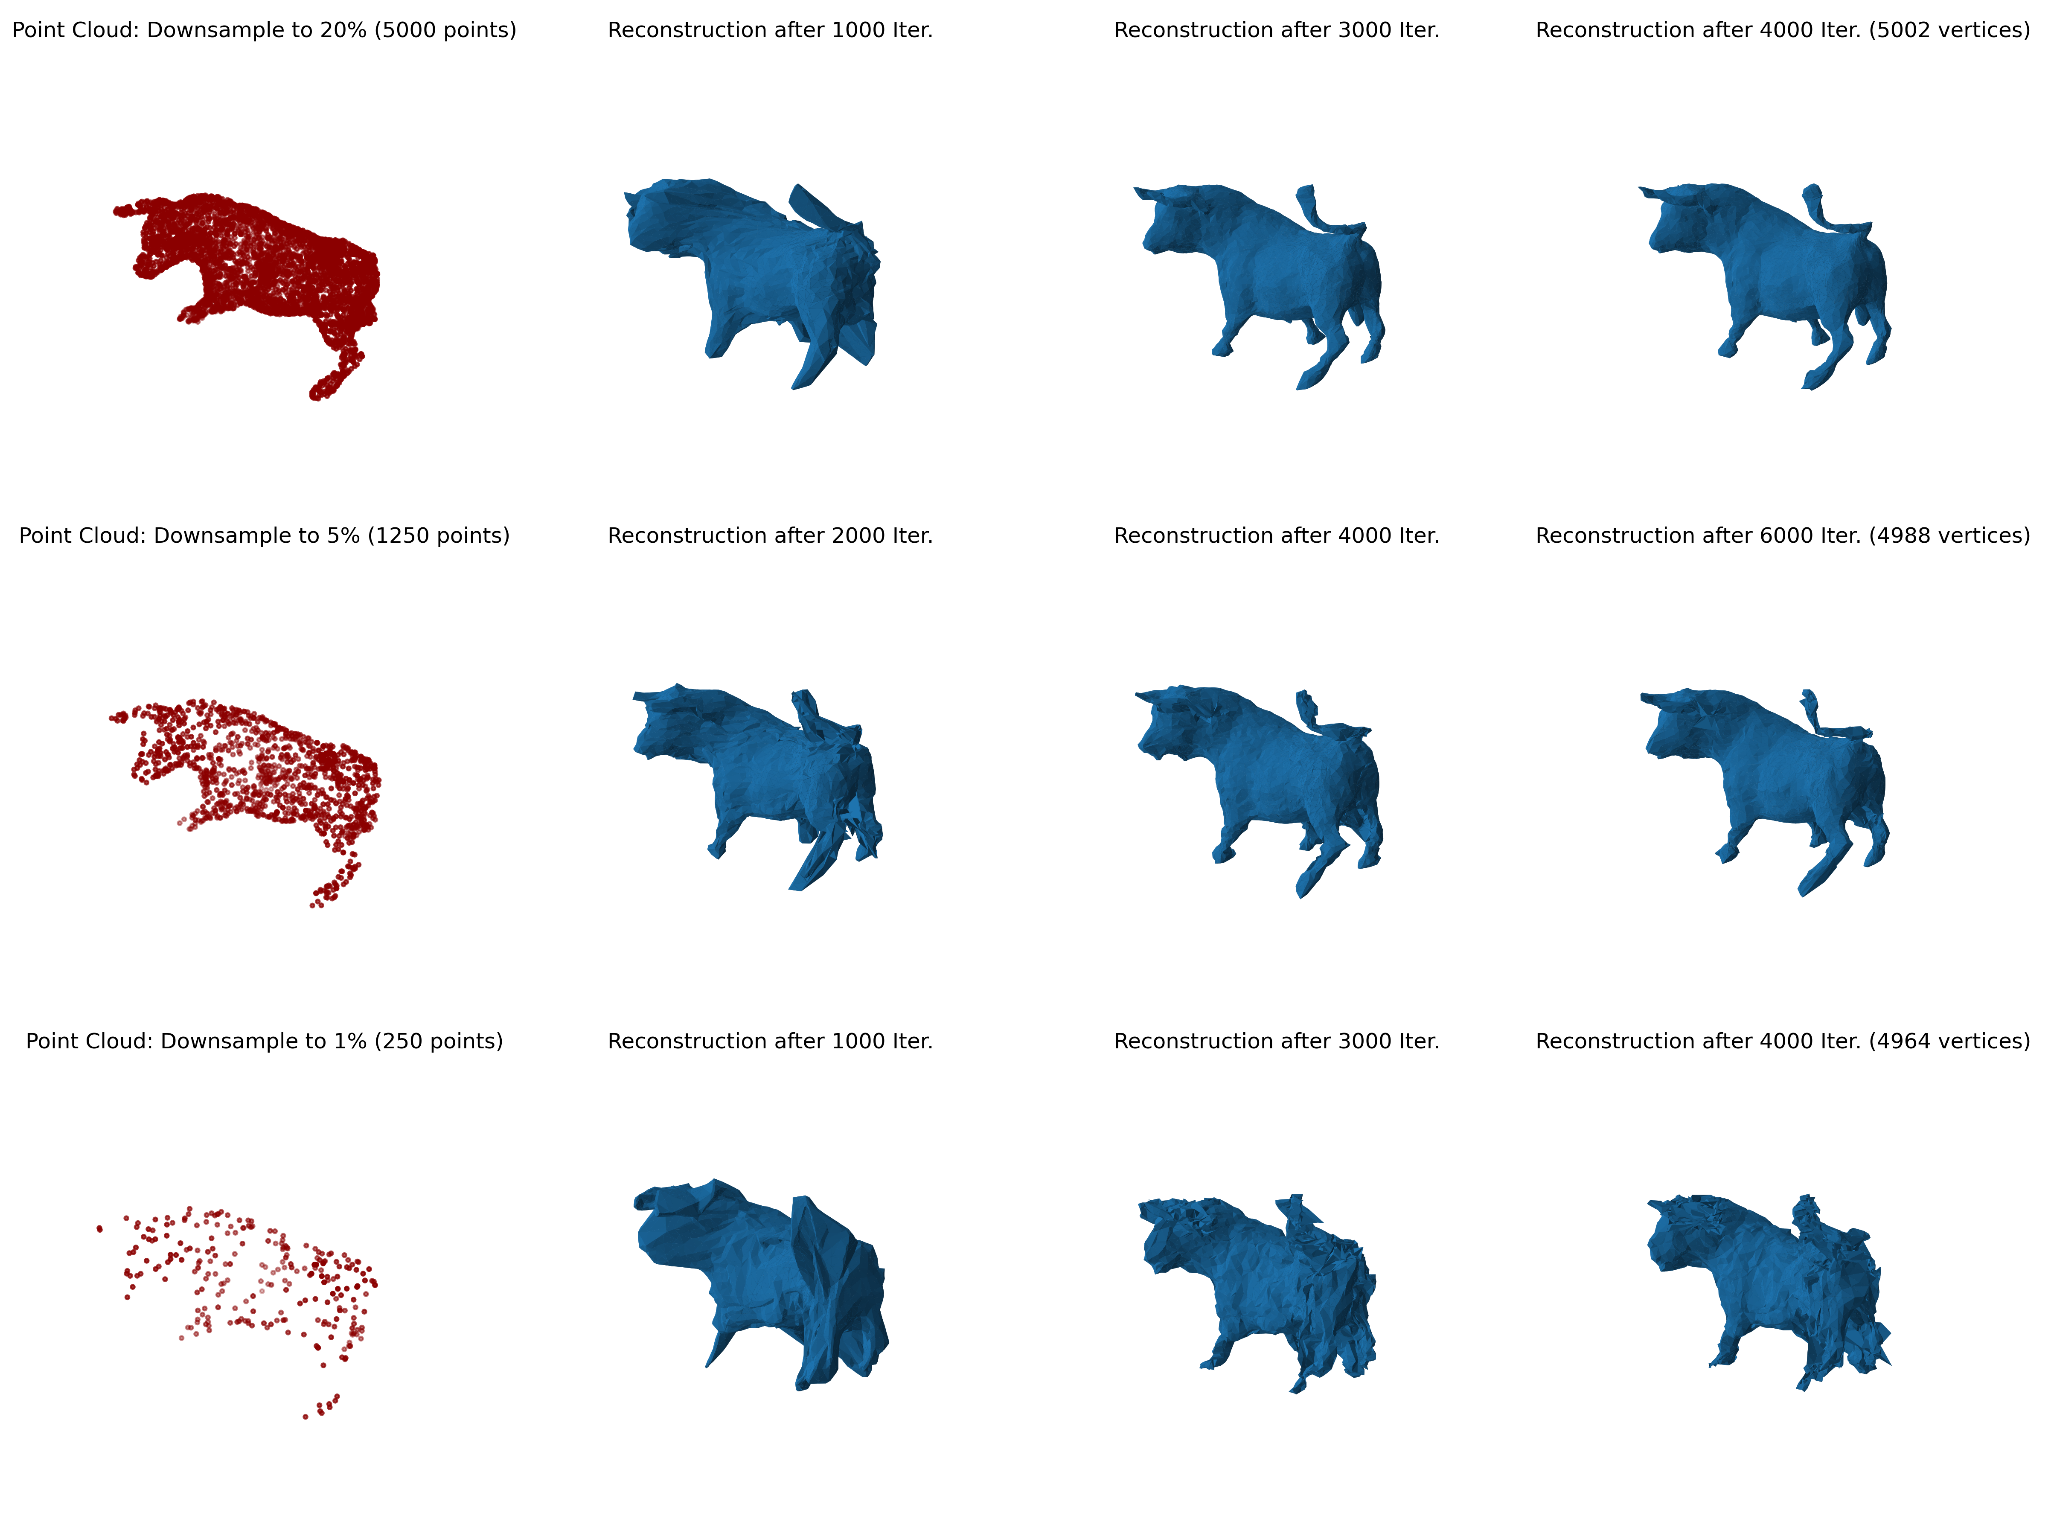 Point Cloud: Downsample to 20% (5000 points)
Reconstruction after 1000 Iter.
Reconstruction after 3000 Iter.
Reconstruction after 4000 Iter. (5002 vertices)
Point Cloud: Downsample to 5% (1250 points)
Reconstruction after 2000 Iter.
Reconstruction after 4000 Iter.
Reconstruction after 6000 Iter. (4988 vertices)
Point Cloud: Downsample to 1% (250 points)
Reconstruction after 1000 Iter.
Reconstruction after 3000 Iter.
Reconstruction after 4000 Iter. (4964 vertices)